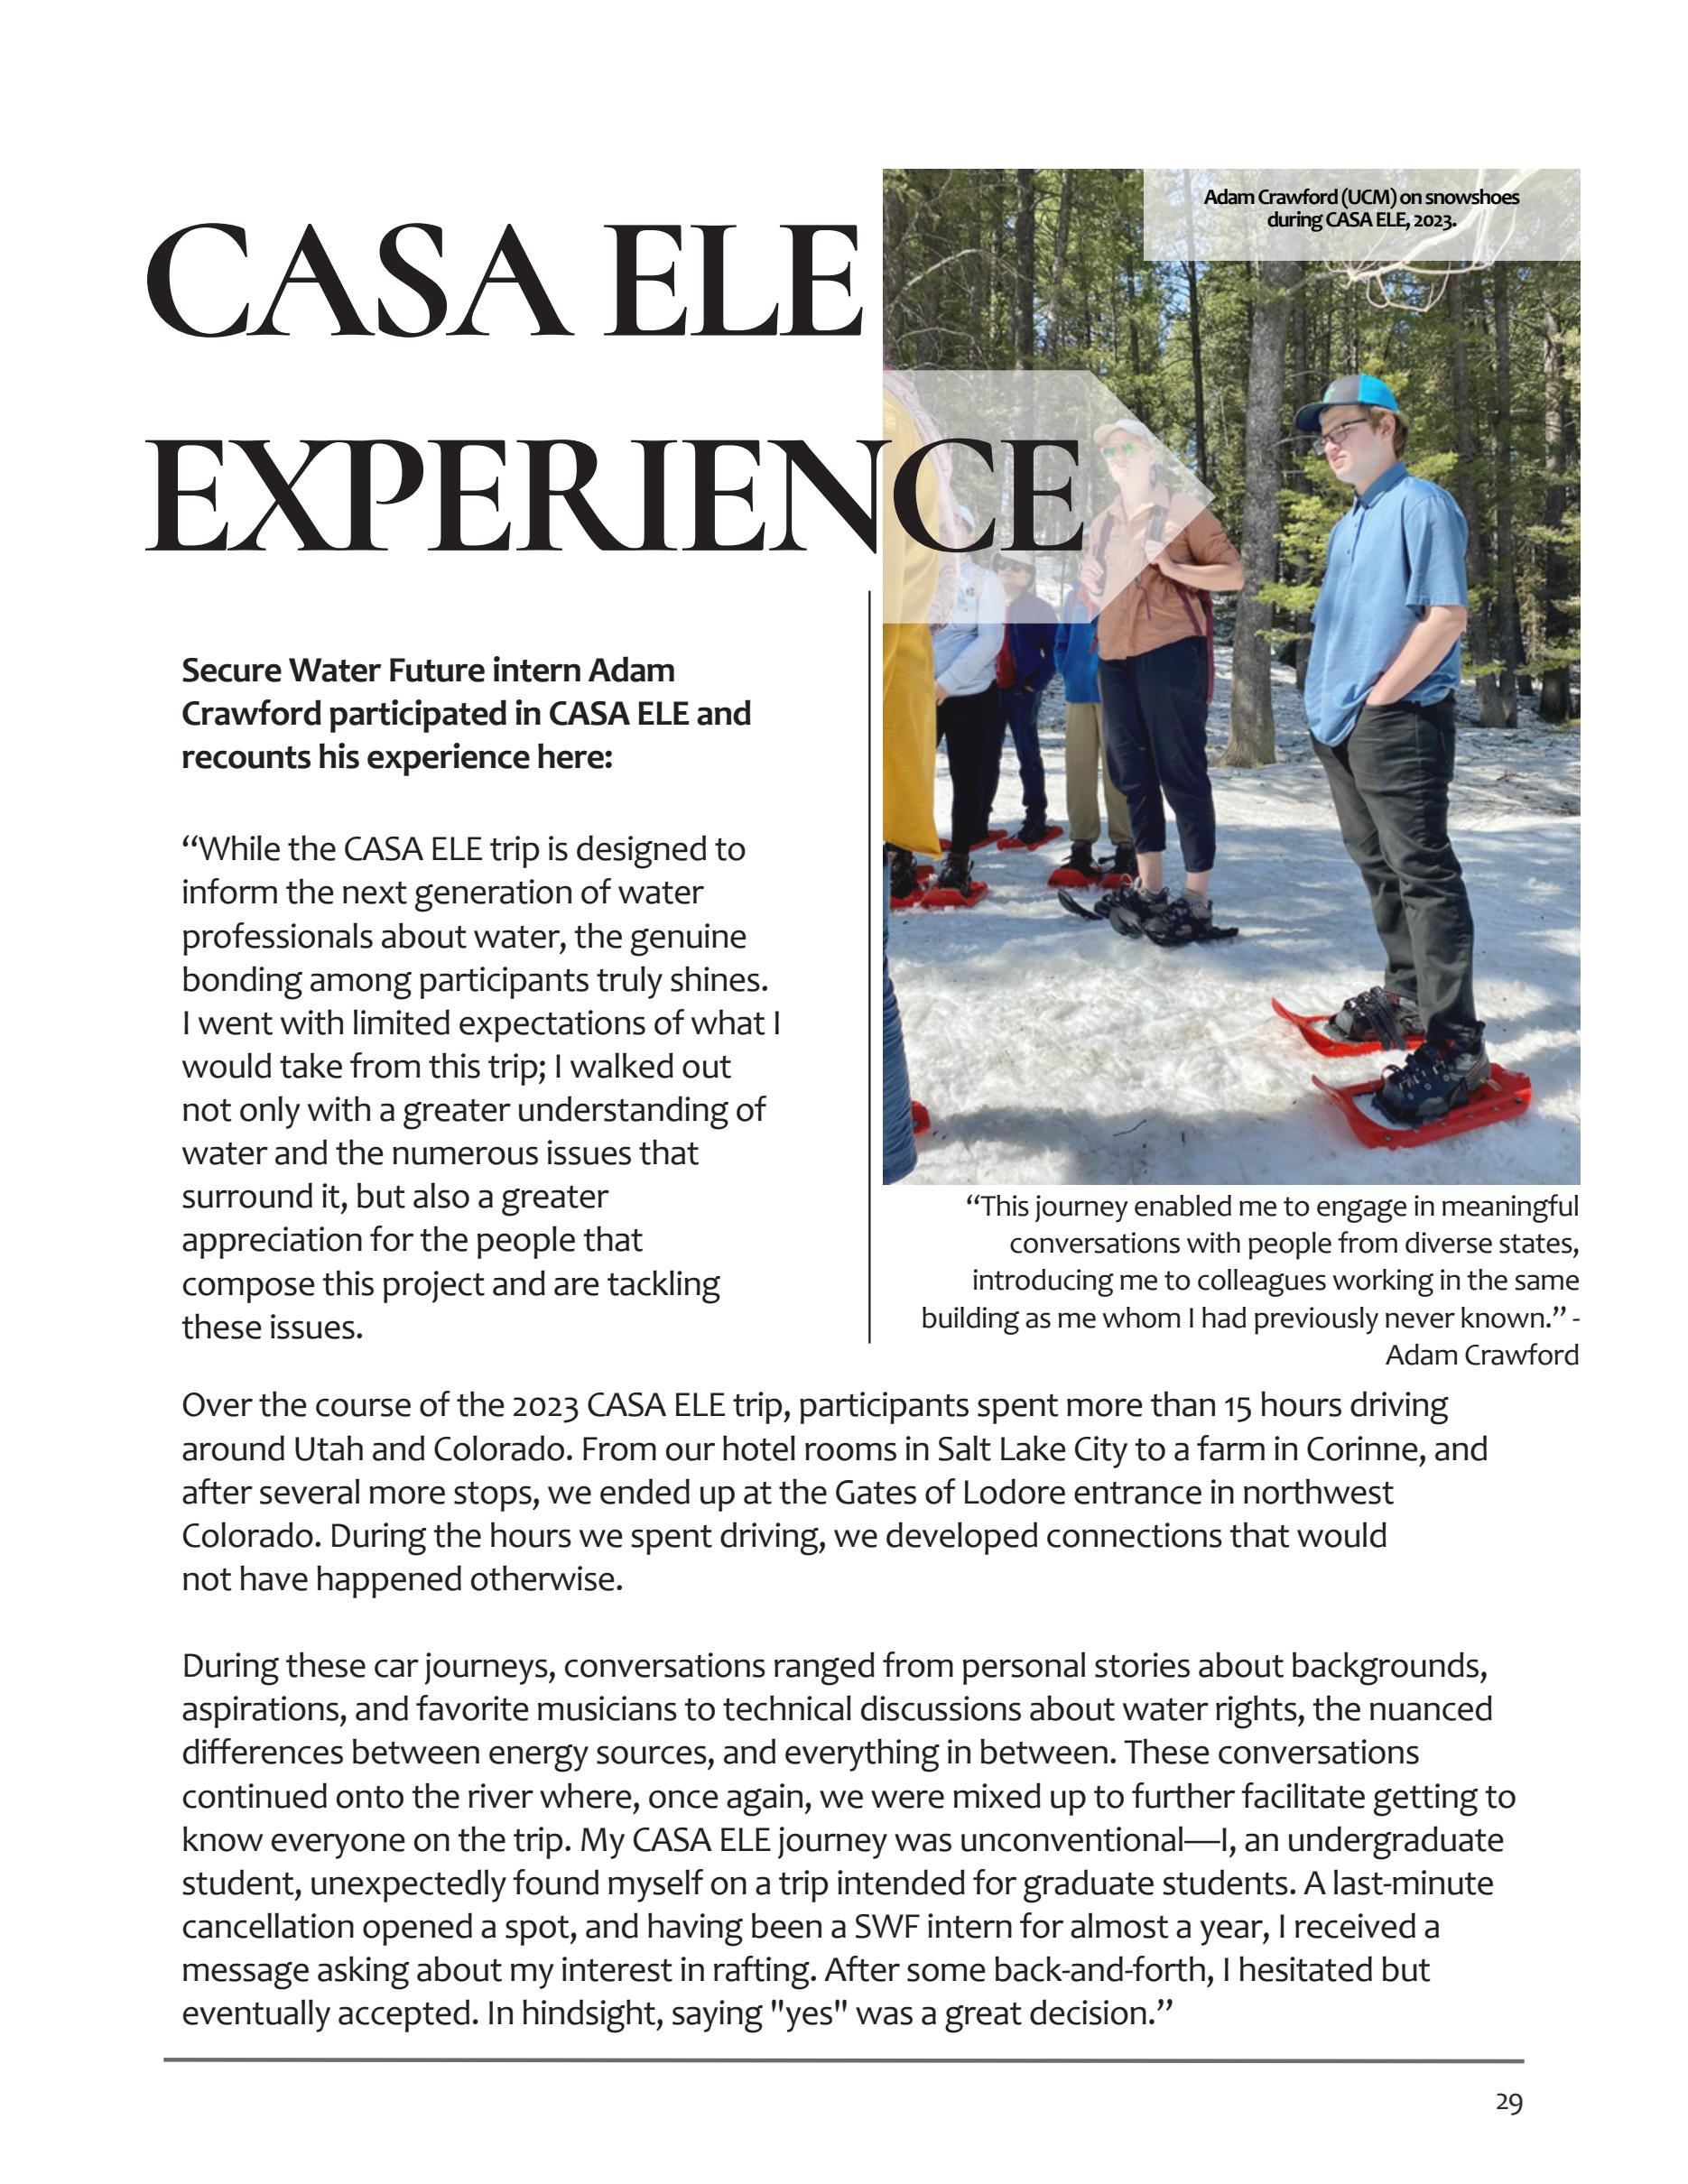 CASA ELE
EXPERIENCE
Adam Crawford (UCM) on snowshoes
during CASA ELE, 2023.
Secure Water Future intern Adam
Crawford participated in CASA ELE and
recounts his experience here:
“While the CASA ELE trip is designed to
inform the next generation of water
professionals about water, the genuine
bonding among participants truly shines.
I went with limited expectations of what I
would take from this trip; I walked out
not only with a greater understanding of
water and the numerous issues that
surround it, but also a greater
appreciation for the people that
compose this project and are tackling
these issues.
“This journey enabled me to engage in meaningful
conversations with people from diverse states,
introducing me to colleagues working in the same
building as me whom I had previously never known.” -
Adam Crawford
Over the course of the 2023 CASA ELE trip, participants spent more than 15 hours driving
around Utah and Colorado. From our hotel rooms in Salt Lake City to a farm in Corinne, and
after several more stops, we ended up at the Gates of Lodore entrance in northwest
Colorado. During the hours we spent driving, we developed connections that would
not have happened otherwise.
During these car journeys, conversations ranged from personal stories about backgrounds,
aspirations, and favorite musicians to technical discussions about water rights, the nuanced
differences between energy sources, and everything in between. These conversations
continued onto the river where, once again, we were mixed up to further facilitate getting to
know everyone on the trip. My CASA ELE journey was unconventional—I, an undergraduate
student, unexpectedly found myself on a trip intended for graduate students. A last-minute
cancellation opened a spot, and having been a SWF intern for almost a year, I received a
message asking about my interest in rafting. After some back-and-forth, I hesitated but
eventually accepted. In hindsight, saying "yes" was a great decision.”
29